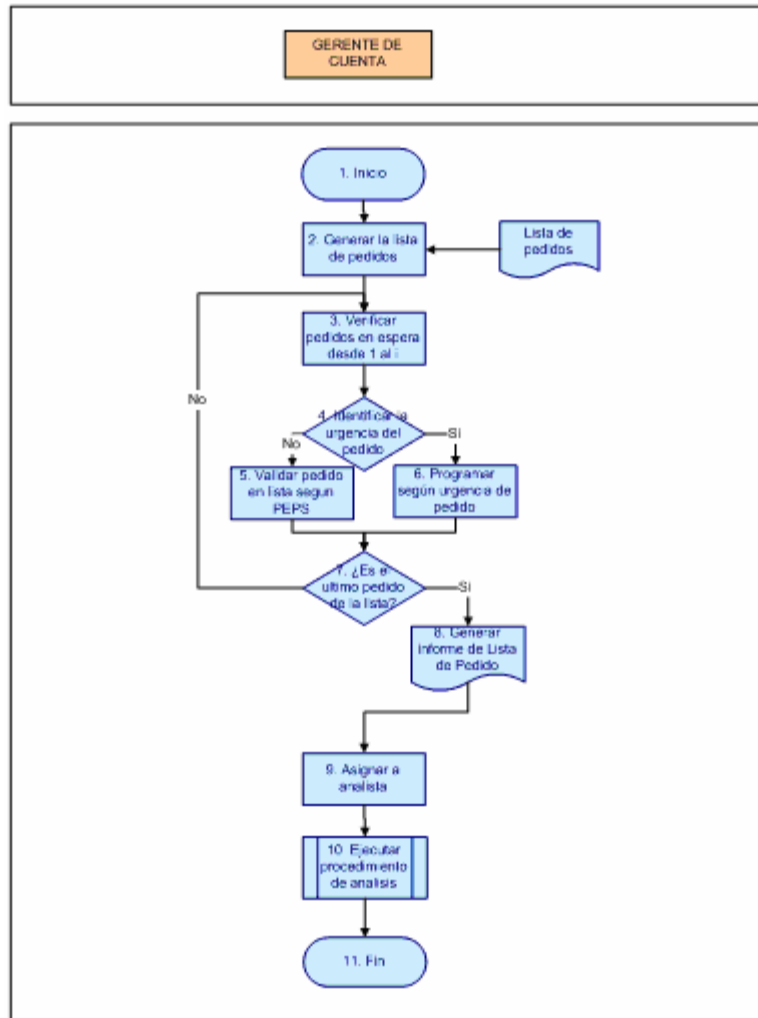 GERENTE DE
CUENTA
1. Inicio
2. Generar la lista
de pedidos
Lista de
pedidos
3. Verificar
pedidos en espera
desde 1 al i
No
4. Identificar la
urgencia del
pedido
No
Si
5. Validar pedido
en lista segun
PEPS
6. Programar
según urgencia de
pedido
7. ¿Es el
ultimo pedido
de la lista?
Si
8. Generar
informe de Lista
de Pedido
9. Asignar a
analista
10. Ejecutar
procedimiento
de analisis
11. Fin